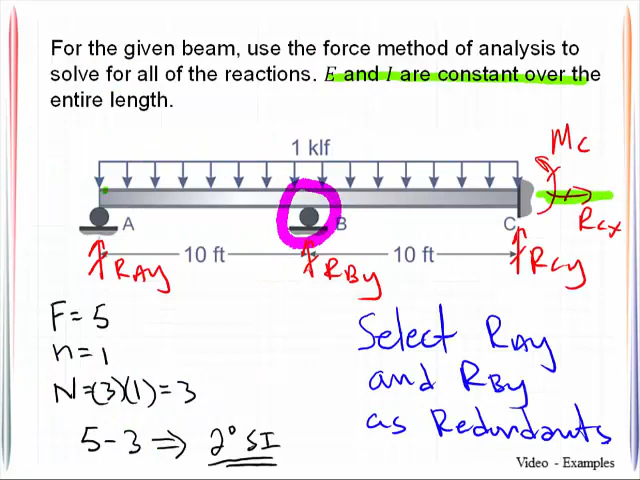 For the given beam, use the force method of analysis to
solve for all of the reactions. E and I are constant over the
entire length.
1 klf
Mc
A
B
C
RCx
10 ft
10 ft
RAy
RBy
RCy
F = 5
n = 1
N = (3)(1) = 3
5 - 3 ⇒ 2° SI
Select RAy
and RBy
as Redundants
Video - Examples